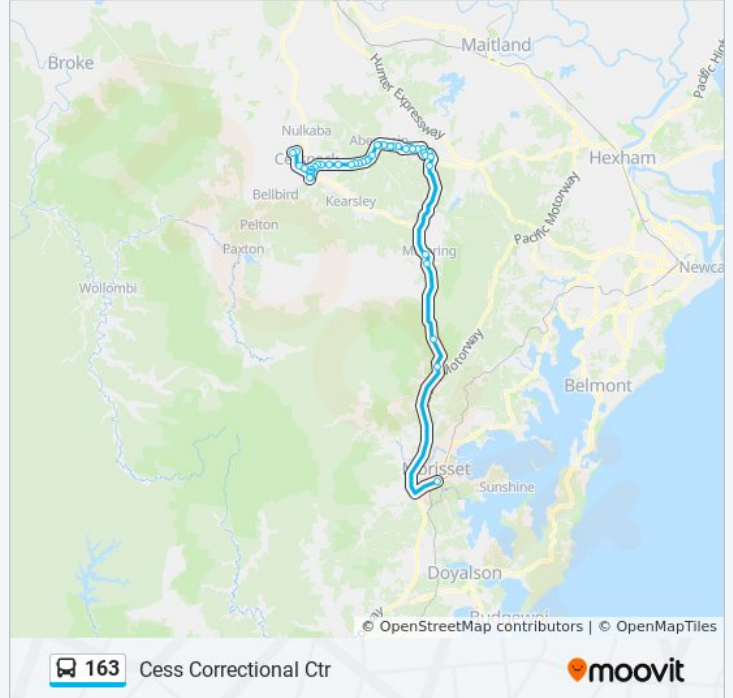 Broke
Maitland
Pacific
Hunter Expressway
Nulkaba
Hexham
Bellbird
Kearsley
Pelton
Paxton
Pacific Motorway
Wollombi
Newca
Motorway
Belmont
Morisset
Sunshine
Doyalson
© OpenStreetMap contributors | © OpenMapTiles
163 Cess Correctional Ctr
moovit